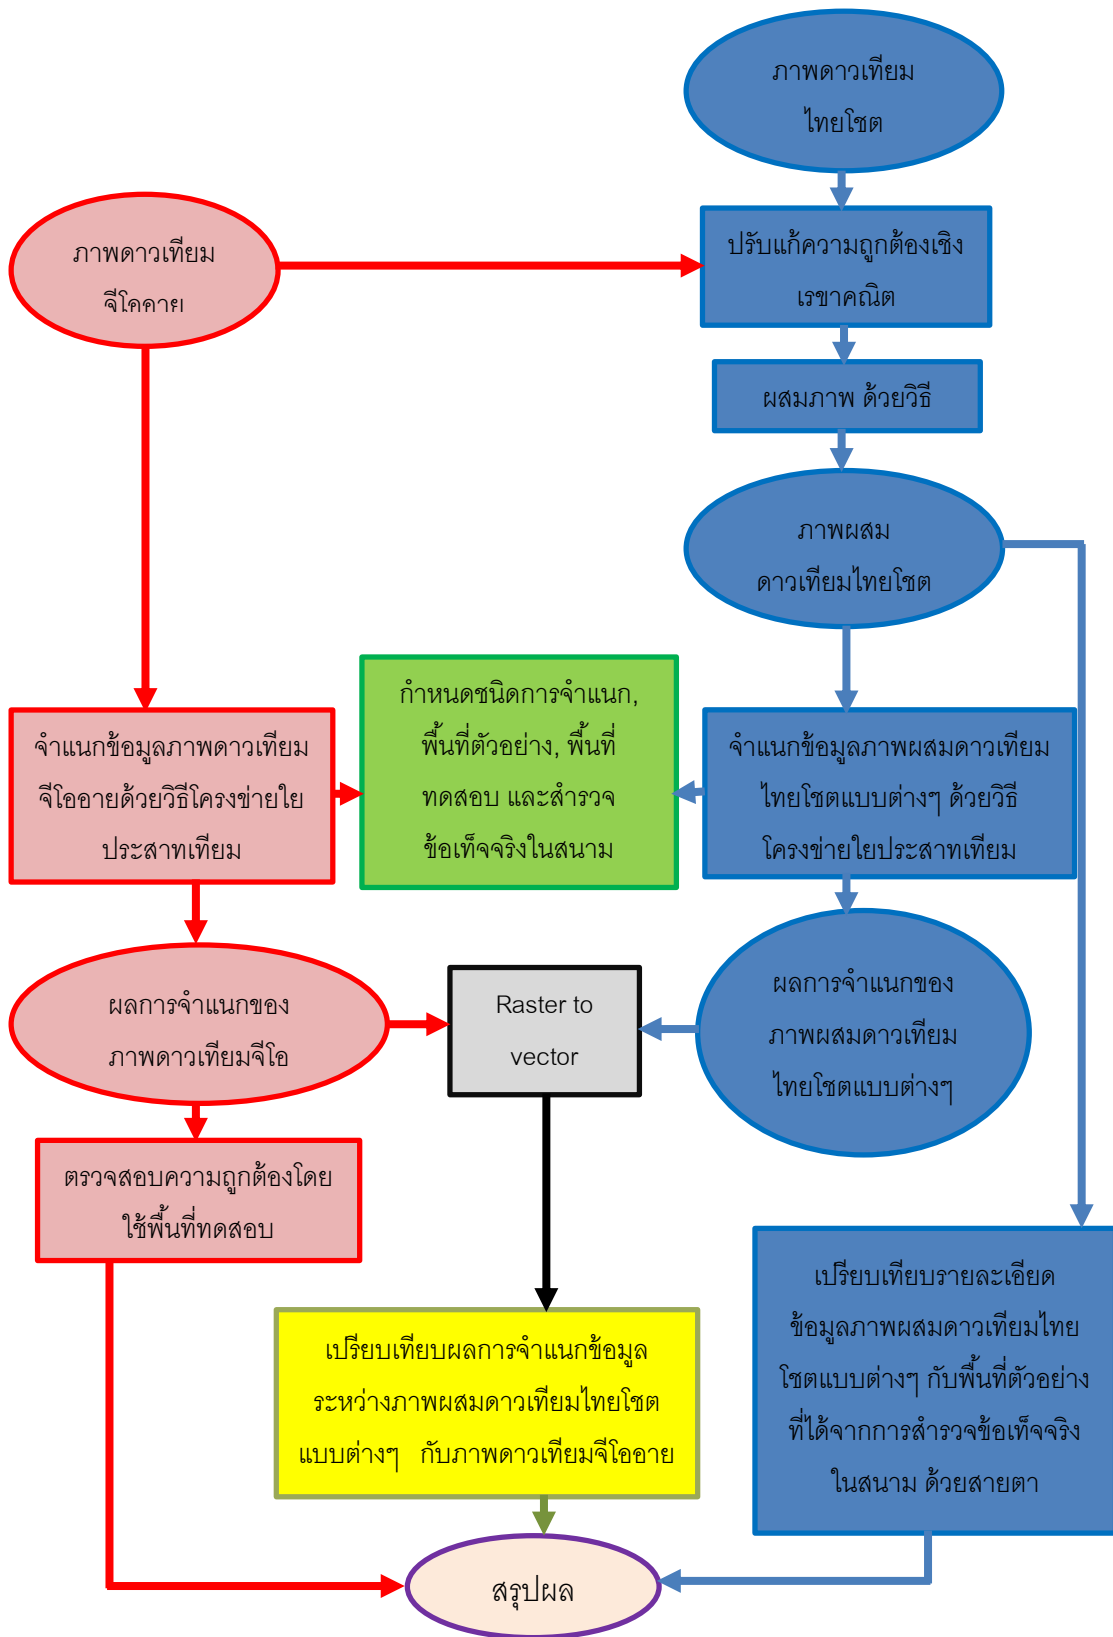 ภาพดาวเทียม
ไทยโชต
ภาพดาวเทียม
จีโคคาย
ปรับแก้ความถูกต้องเชิง
เรขาคณิต
ผสมภาพ ด้วยวิธี
ภาพผสม
ดาวเทียมไทยโชต
จำแนกข้อมูลภาพดาวเทียม
จีโออายด้วยวิธีโครงข่ายใย
ประสาทเทียม
กำหนดชนิดการจำแนก,
พื้นที่ตัวอย่าง, พื้นที่
ทดสอบ และสำรวจ
ข้อเท็จจริงในสนาม
จำแนกข้อมูลภาพผสมดาวเทียม
ไทยโชตแบบต่างๆ ด้วยวิธี
โครงข่ายใยประสาทเทียม
ผลการจำแนกของ
ภาพดาวเทียมจีโอ
Raster to
vector
ผลการจำแนกของ
ภาพผสมดาวเทียม
ไทยโชตแบบต่างๆ
ตรวจสอบความถูกต้องโดย
ใช้พื้นที่ทดสอบ
เปรียบเทียบรายละเอียด
ข้อมูลภาพผสมดาวเทียมไทย
โชตแบบต่างๆ กับพื้นที่ตัวอย่าง
ที่ได้จากการสำรวจข้อเท็จจริง
ในสนาม ด้วยสายตา
เปรียบเทียบผลการจำแนกข้อมูล
ระหว่างภาพผสมดาวเทียมไทยโชต
แบบต่างๆ กับภาพดาวเทียมจีโออาย
สรุปผล